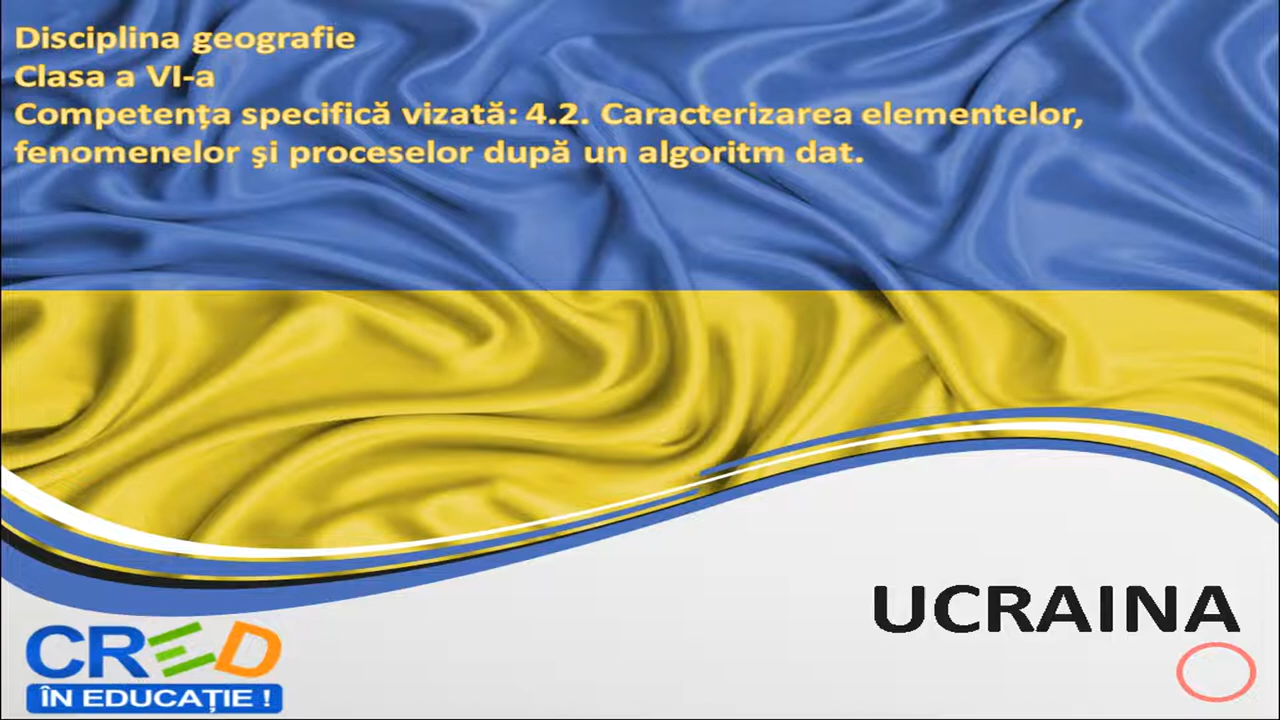 Disciplina geografie
Clasa a VI-a
Competența specifică vizată: 4.2. Caracterizarea elementelor,
fenomenelor şi proceselor după un algoritm dat.
UCRAINA
CRED
ÎN EDUCAȚIE !